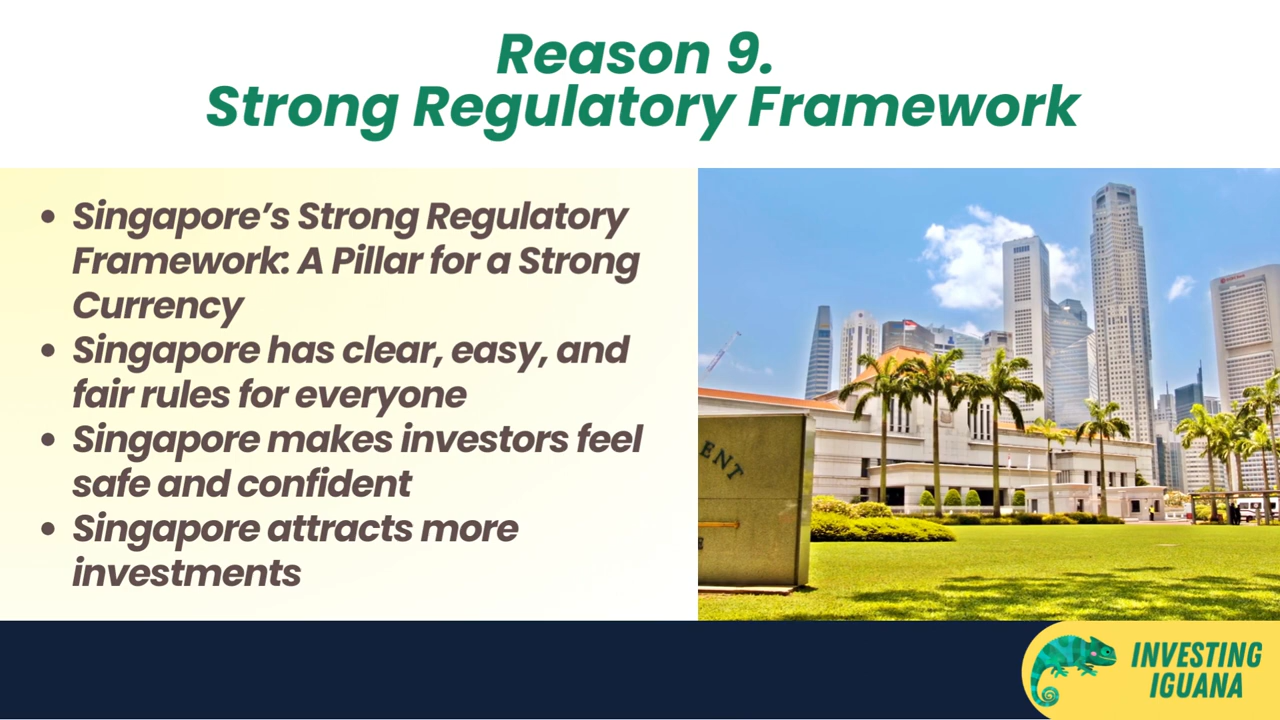 Reason 9.
Strong Regulatory Framework
• Singapore's Strong Regulatory
Framework: A Pillar for a Strong
Currency
• Singapore has clear, easy, and
fair rules for everyone
• Singapore makes investors feel
safe and confident
• Singapore attracts more
investments
ENT
E
INVESTING
IGUANA